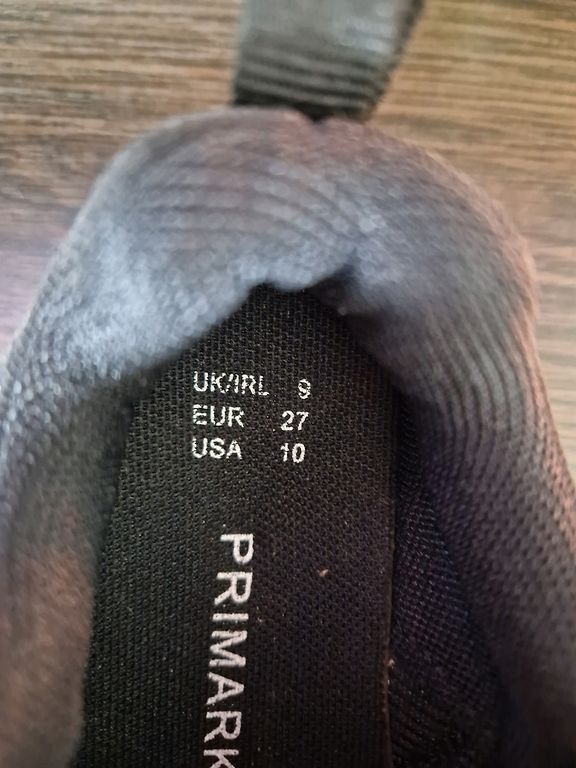 UK/IRL 9
EUR 27
USA 10
PRIMARK